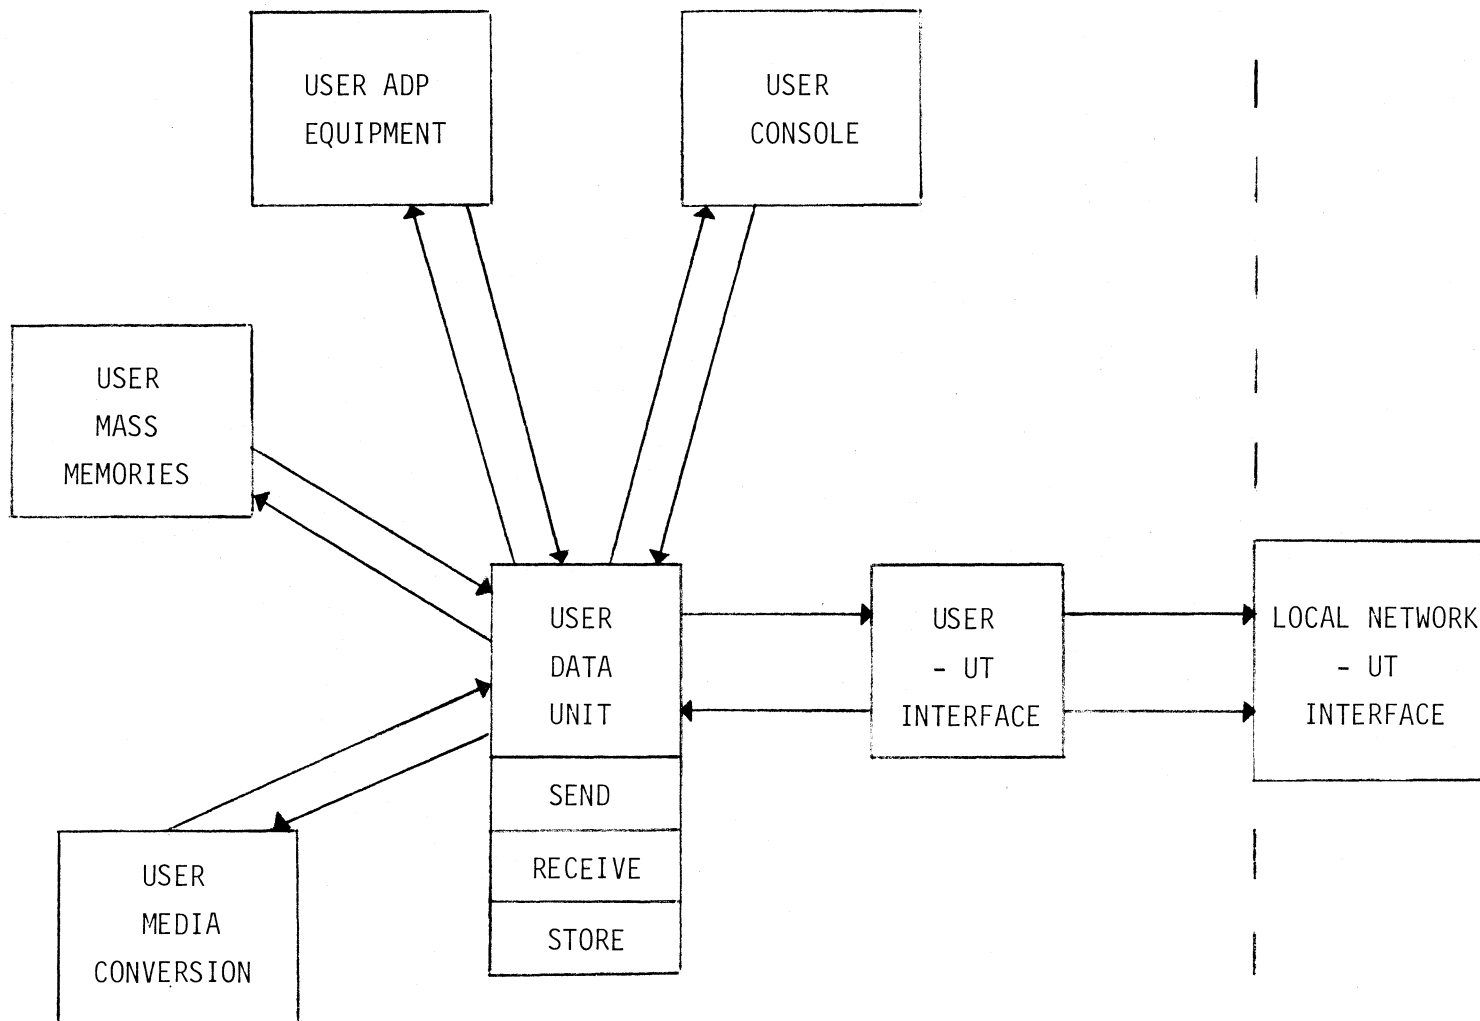 USER ADP
EQUIPMENT
USER
CONSOLE
USER
MASS
MEMORIES
USER
DATA
UNIT
SEND
RECEIVE
STORE
USER
- UT
INTERFACE
LOCAL NETWORK
- UT
INTERFACE
USER
MEDIA
CONVERSION